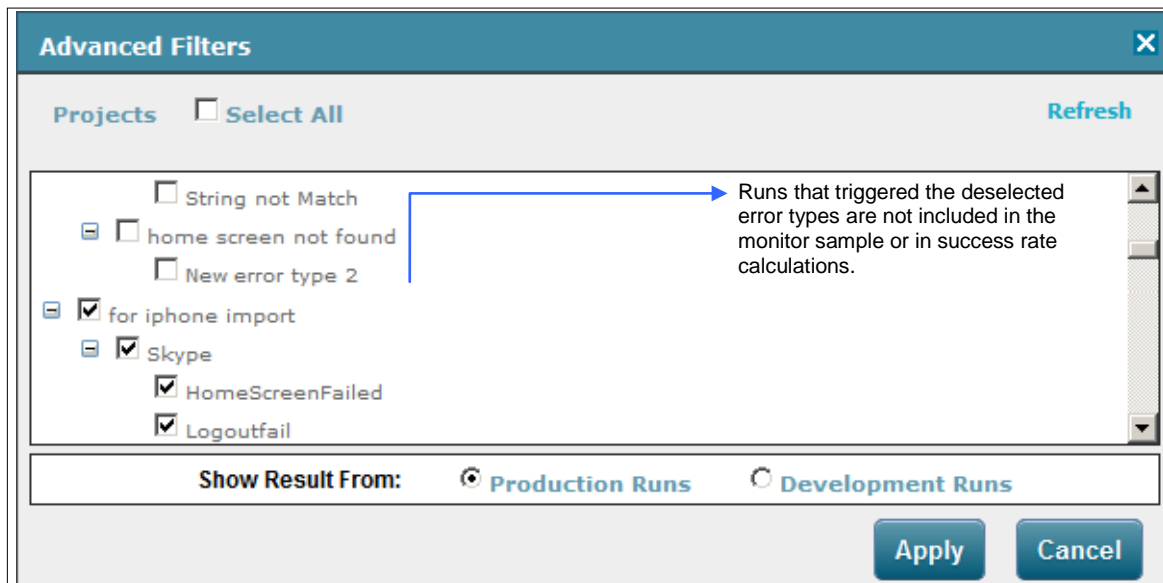 Advanced Filters
Projects Select All Refresh
String not Match
home screen not found
New error type 2
for iphone import
Skype
HomeScreenFailed
Logoutfail
Runs that triggered the deselected
error types are not included in the
monitor sample or in success rate
calculations.
Show Result From: Production Runs Development Runs
Apply Cancel